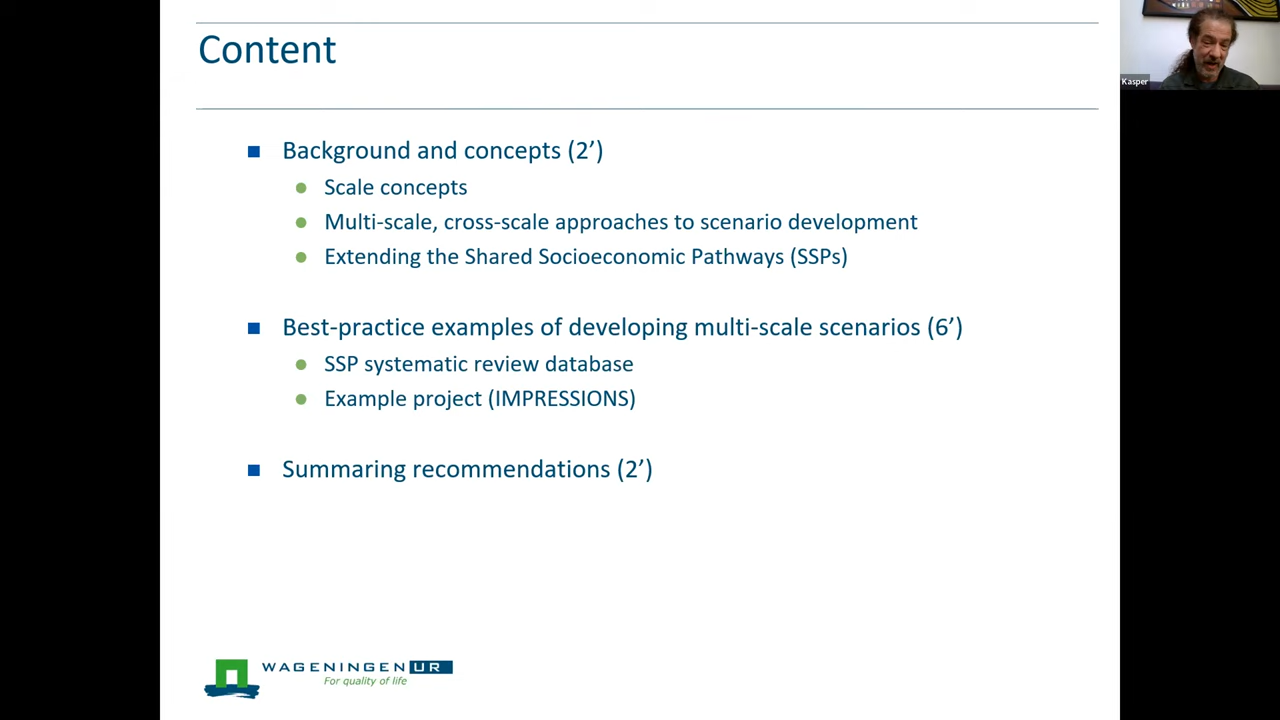 Content
Kasper
Background and concepts (2’)
Scale concepts
Multi-scale, cross-scale approaches to scenario development
Extending the Shared Socioeconomic Pathways (SSPs)
Best-practice examples of developing multi-scale scenarios (6’)
SSP systematic review database
Example project (IMPRESSIONS)
Summaring recommendations (2’)
WAGENINGEN UR
For quality of life